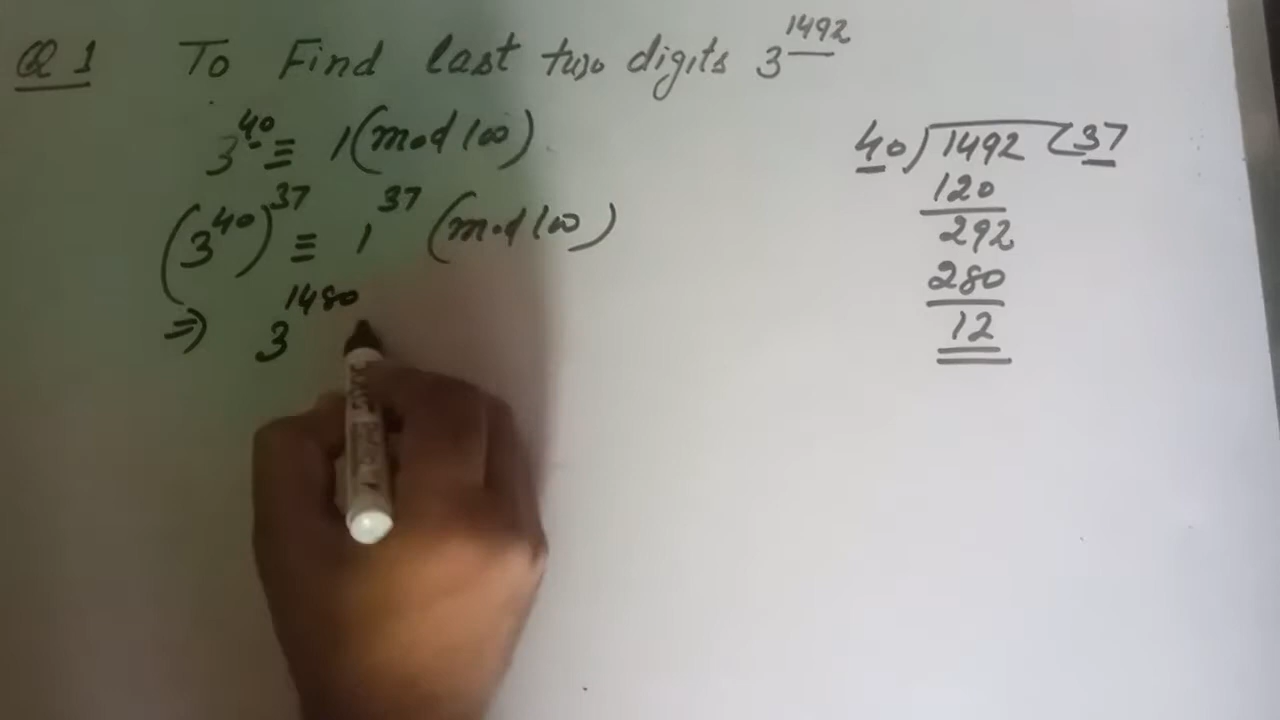 Q 1 To Find last two digits 3^1492
3^40 ≡ 1 (mod 100)
(3^40)^37 ≡ 1^37 (mod 100)
⇒ 3^1480
40) 1492 (37
120
292
280
12